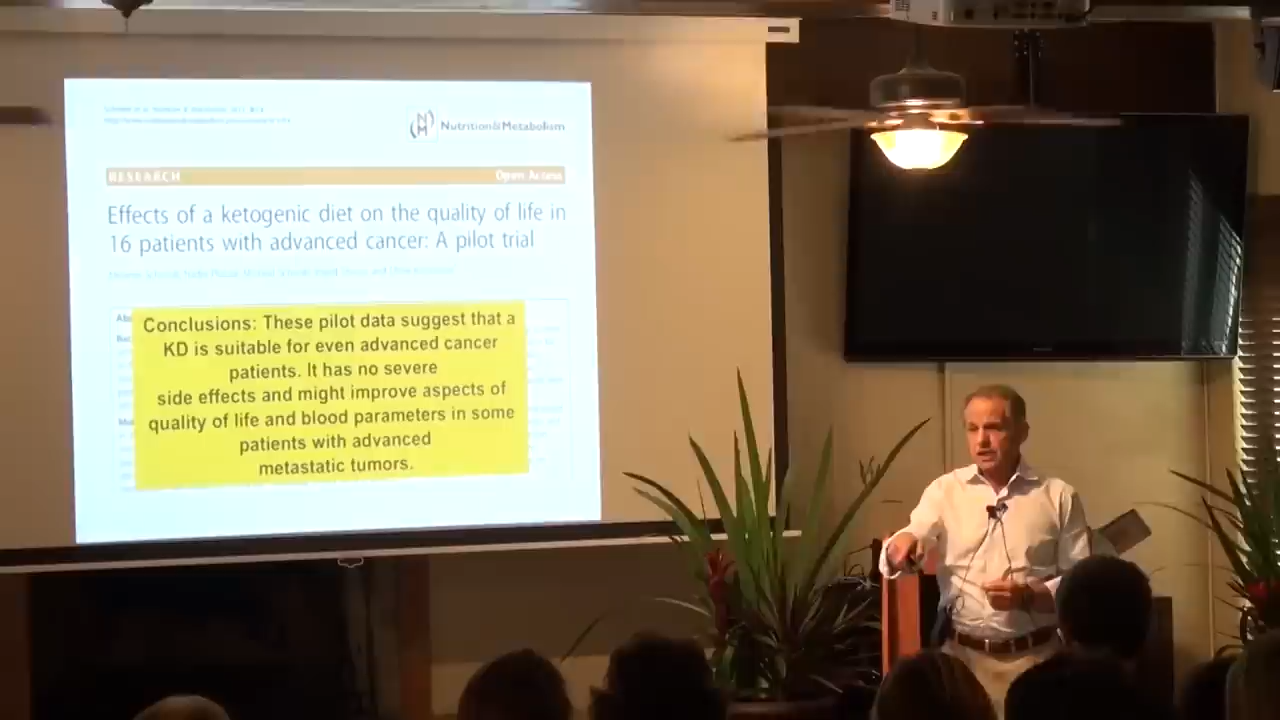 NM
Nutrition&Metabolism
RESEARCH
Open Access
Effects of a ketogenic diet on the quality of life in
16 patients with advanced cancer: A pilot trial
Conclusions: These pilot data suggest that a
KD is suitable for even advanced cancer
patients. It has no severe
side effects and might improve aspects of
quality of life and blood parameters in some
patients with advanced
metastatic tumors.